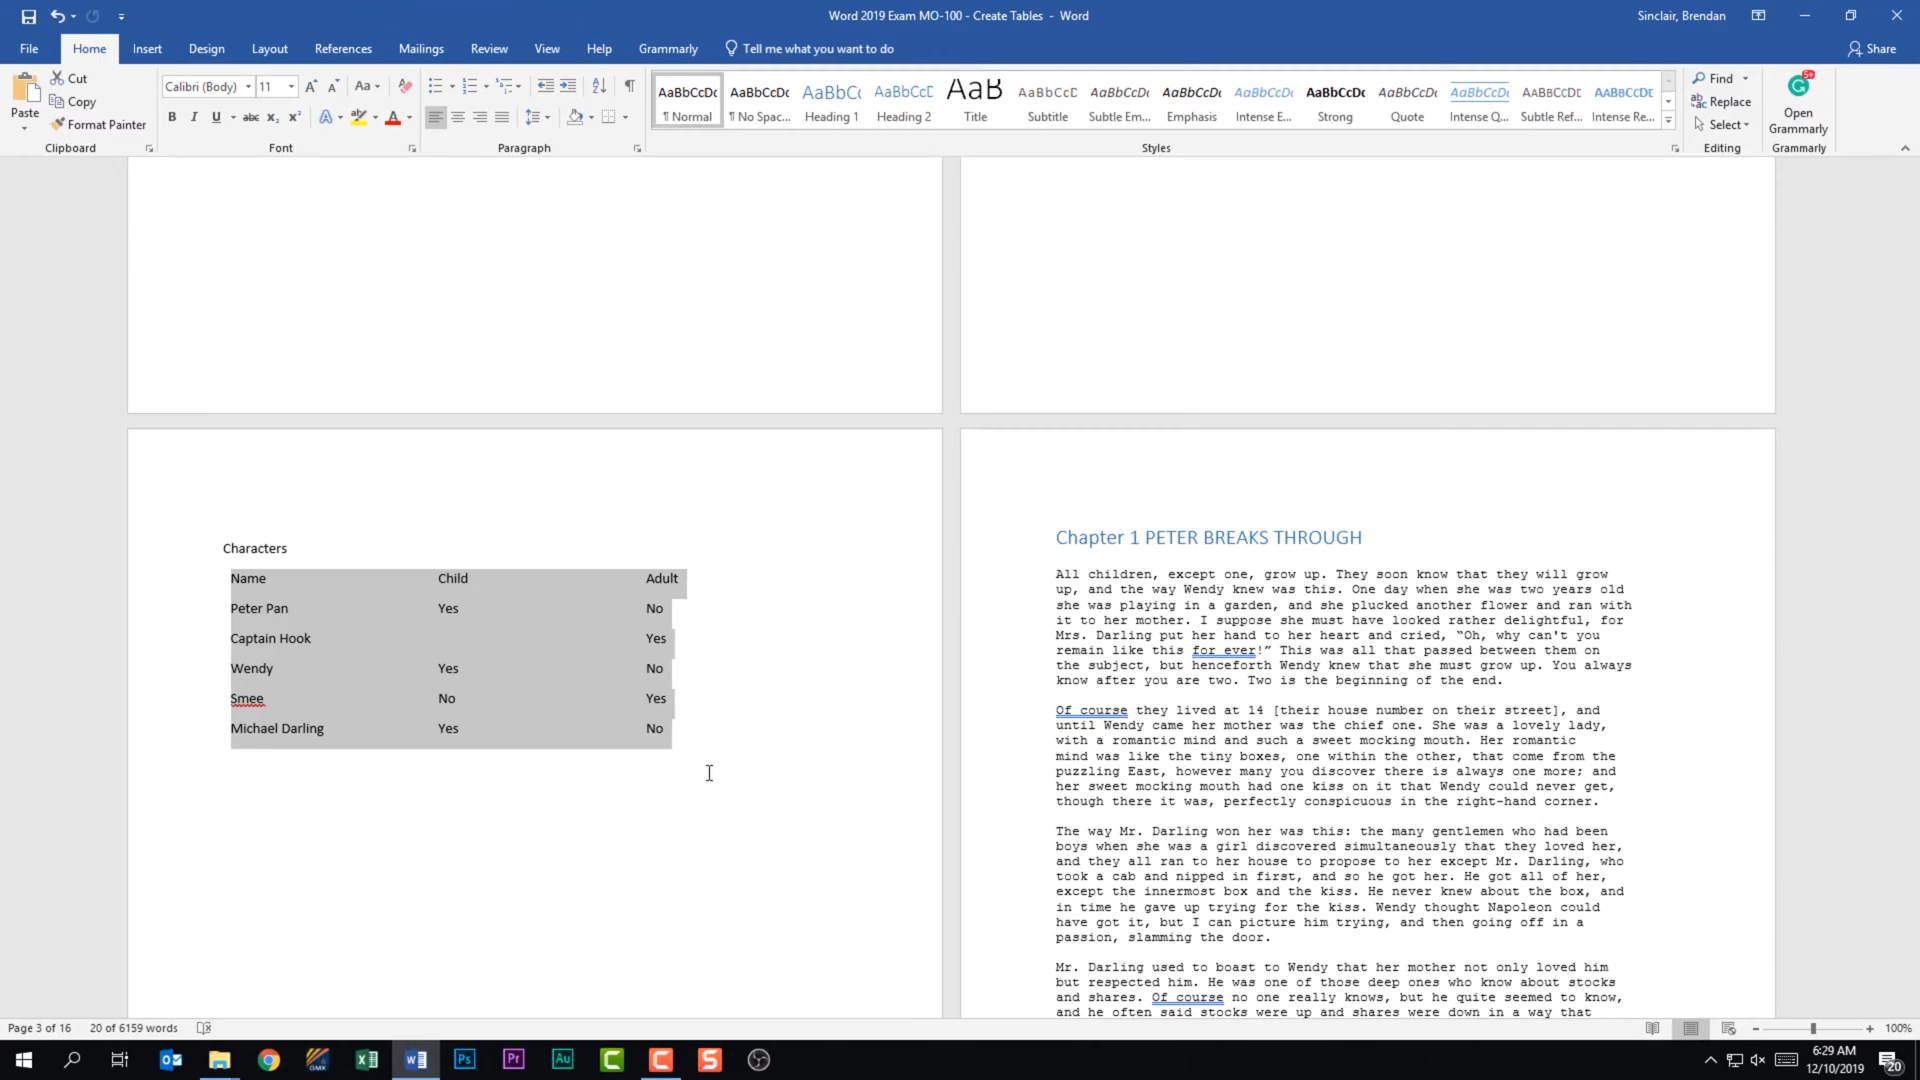 Word 2019 Exam MO-100 - Create Tables - Word
Sinclair, Brendan
File Home Insert Design Layout References Mailings Review View Help Grammarly Tell me what you want to do Share
Paste
Cut
Copy
Format Painter
Clipboard
Calibri (Body) 11
Font
Paragraph
AaBbCcDc AaBbCcDc AaBbC( AaBbCcD AaB AaBbCcD AaBbCcDt AaBbCcDt AaBbCcDt AaBbCcDc AaBbCcDt AaBbCcDt AABBCCDC AABBCCDC
¶ Normal ¶ No Spac... Heading 1 Heading 2 Title Subtitle Subtle Em... Emphasis Intense E... Strong Quote Intense Q... Subtle Ref... Intense Re...
Styles
Find
Replace
Select
Editing
5+
Open
Grammarly
Grammarly
Characters
Name Child Adult
Peter Pan Yes No
Captain Hook Yes
Wendy Yes No
Smee No Yes
Michael Darling Yes No
Chapter 1 PETER BREAKS THROUGH
All children, except one, grow up. They soon know that they will grow
up, and the way Wendy knew was this. One day when she was two years old
she was playing in a garden, and she plucked another flower and ran with
it to her mother. I suppose she must have looked rather delightful, for
Mrs. Darling put her hand to her heart and cried, “Oh, why can't you
remain like this for ever!” This was all that passed between them on
the subject, but henceforth Wendy knew that she must grow up. You always
know after you are two. Two is the beginning of the end.
Of course they lived at 14 [their house number on their street], and
until Wendy came her mother was the chief one. She was a lovely lady,
with a romantic mind and such a sweet mocking mouth. Her romantic
mind was like the tiny boxes, one within the other, that come from the
puzzling East, however many you discover there is always one more; and
her sweet mocking mouth had one kiss on it that Wendy could never get,
though there it was, perfectly conspicuous in the right-hand corner.
The way Mr. Darling won her was this: the many gentlemen who had been
boys when she was a girl discovered simultaneously that they loved her,
and they all ran to her house to propose to her except Mr. Darling, who
took a cab and nipped in first, and so he got her. He got all of her,
except the innermost box and the kiss. He never knew about the box, and
in time he gave up trying for the kiss. Wendy thought Napoleon could
have got it, but I can picture him trying, and then going off in a
passion, slamming the door.
Mr. Darling used to boast to Wendy that her mother not only loved him
but respected him. He was one of those deep ones who know about stocks
and shares. Of course no one really knows, but he quite seemed to know,
and he often said stocks were up and shares were down in a way that
Page 3 of 16 20 of 6159 words
100%
6:29 AM
12/10/2019
20